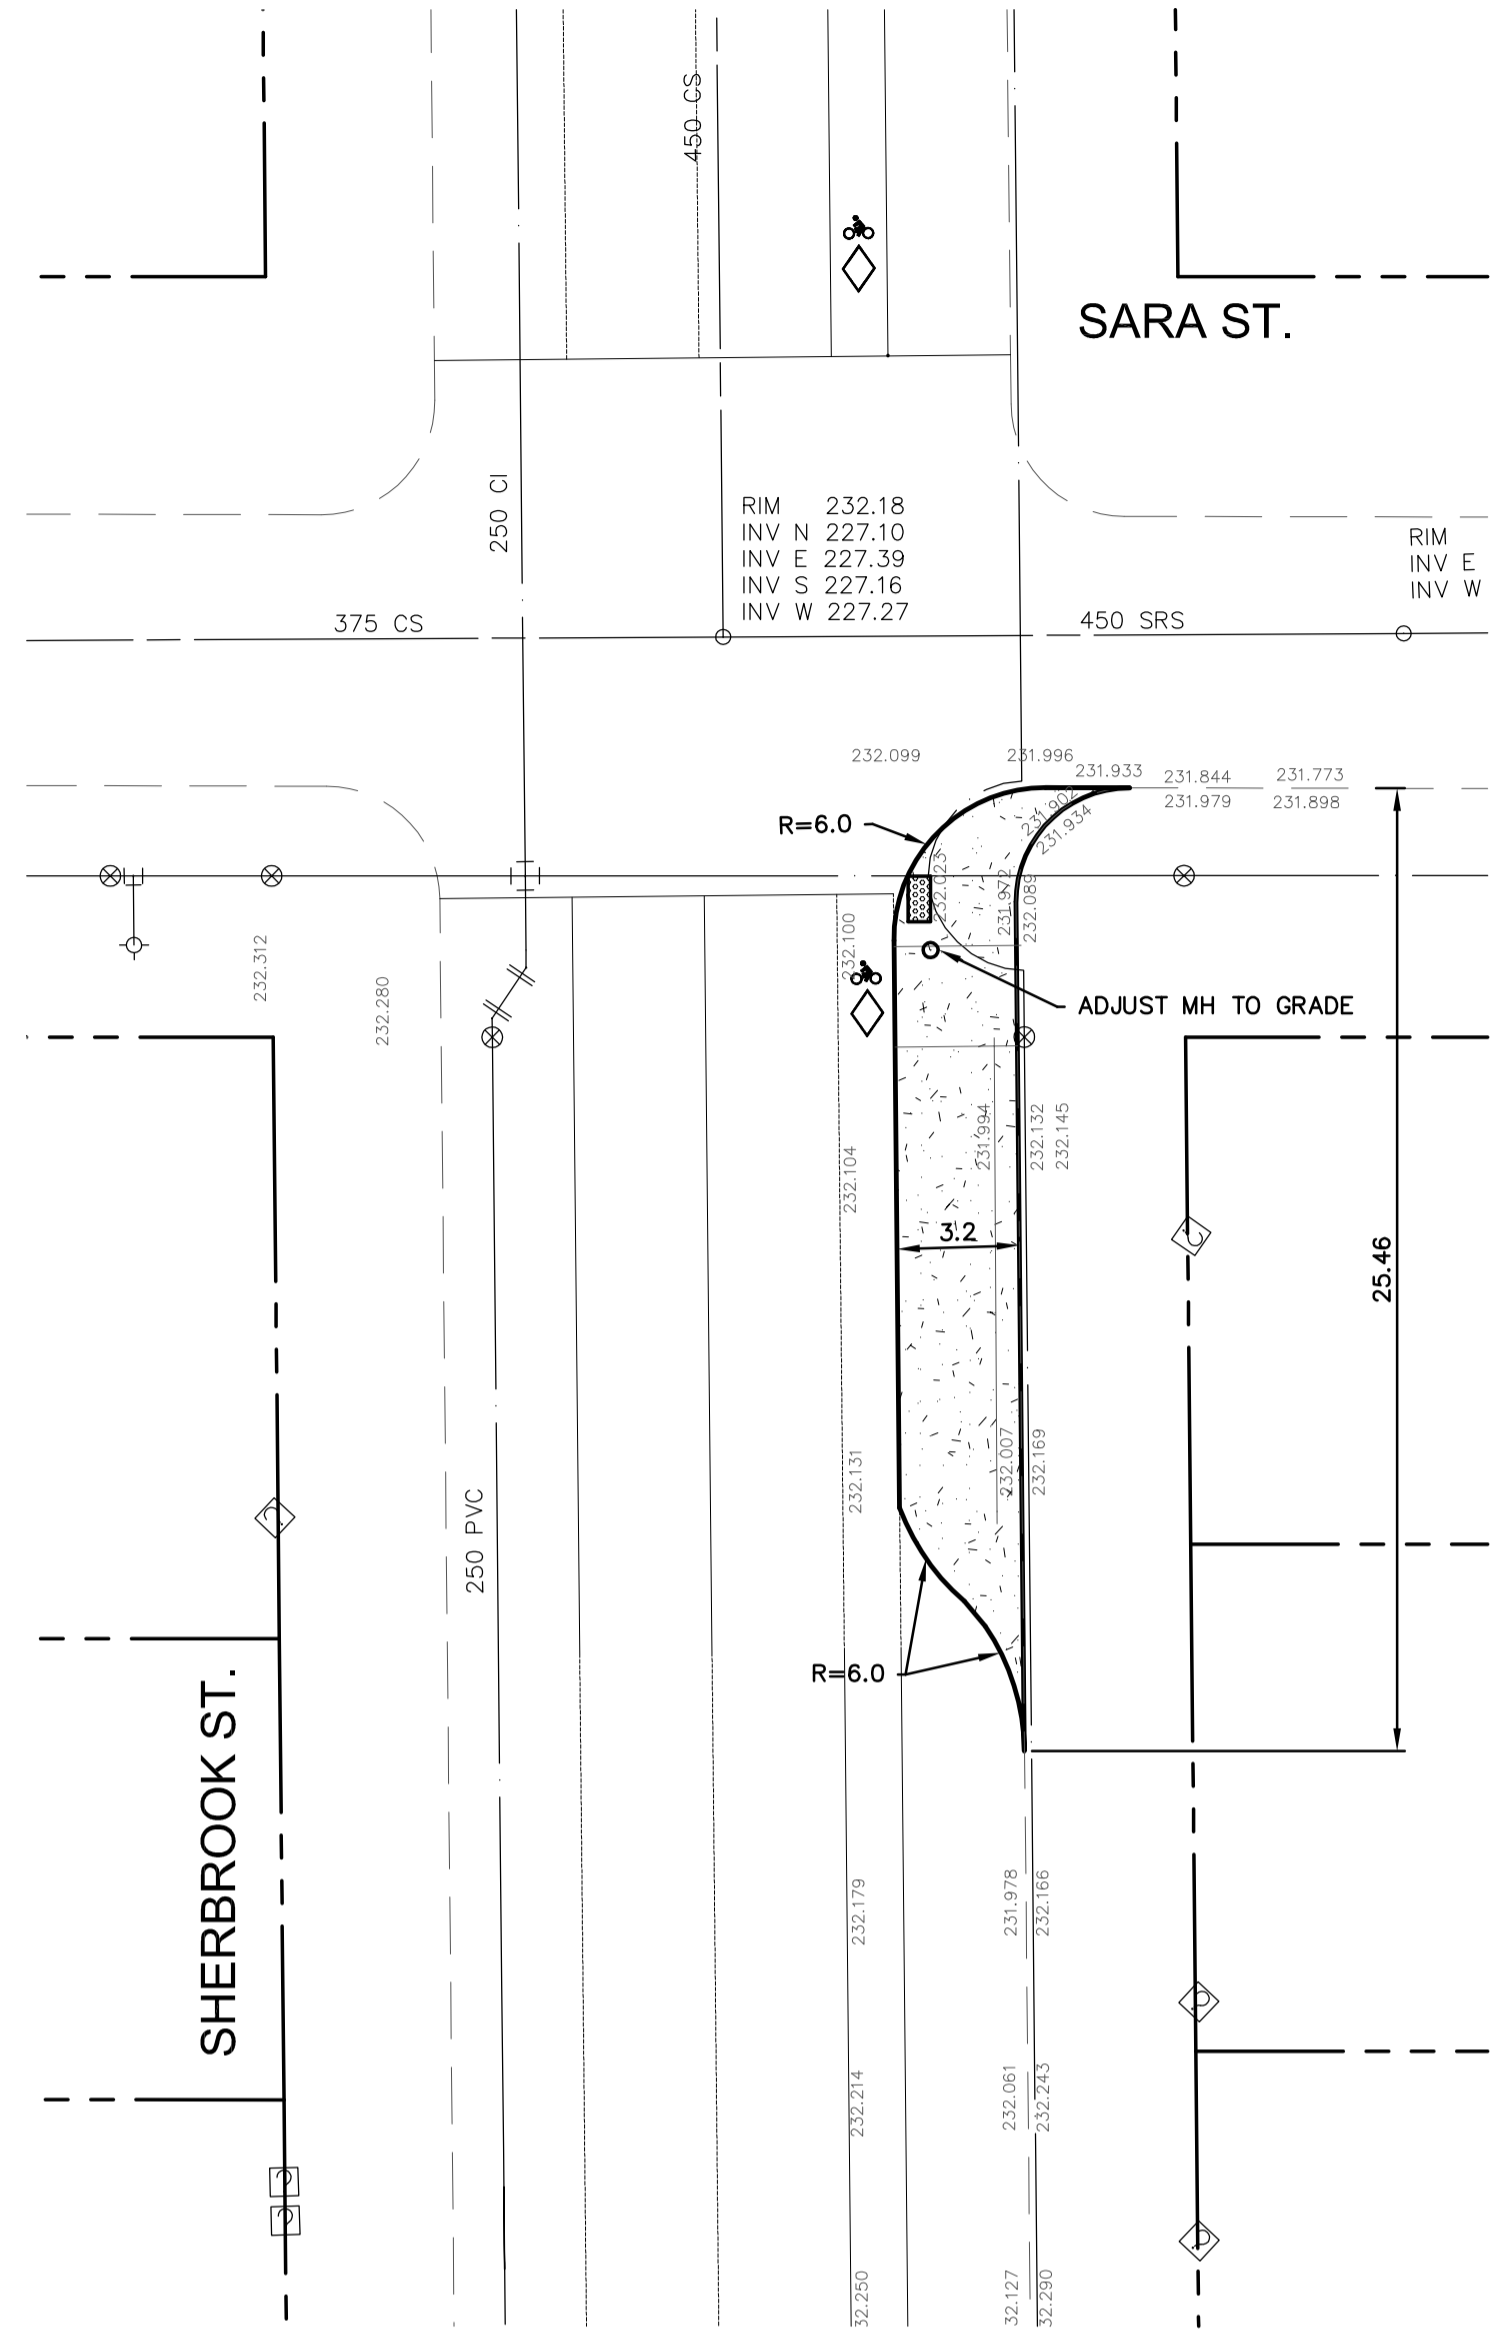 450 CS
SARA ST.
250 CI
RIM 232.18
INV N 227.10
INV E 227.39
INV S 227.16
INV W 227.27
RIM
INV E
INV W
375 CS
450 SRS
232.099
231.996
231.933
231.844
231.773
231.979
231.898
R=6.0
231.902
231.934
232.023
231.972
232.089
232.100
232.312
232.280
ADJUST MH TO GRADE
231.994
232.132
232.145
232.104
3.2
25.46
232.131
232.007
232.169
250 PVC
R=6.0
SHERBROOK ST.
232.179
231.978
232.166
232.214
232.061
232.243
32.250
32.127
32.290